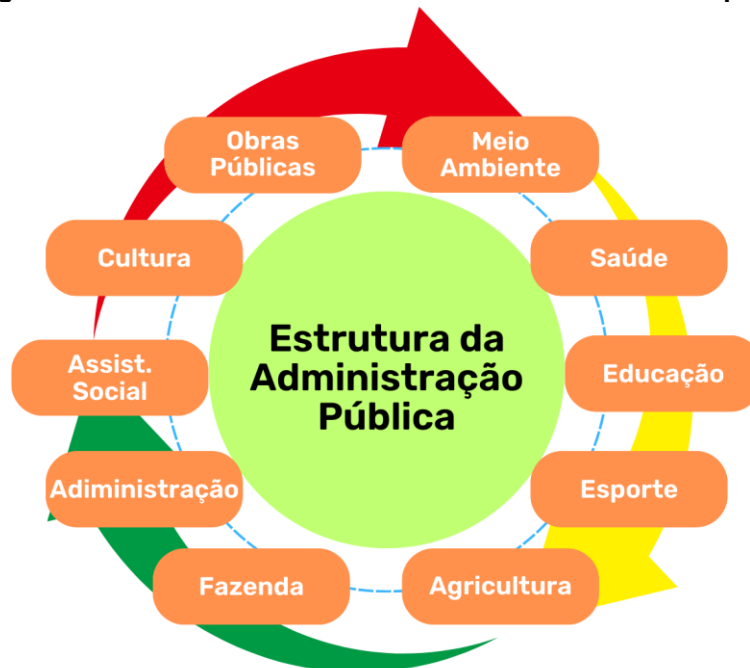 Obras
Públicas
Meio
Ambiente
Cultura
Saúde
Estrutura da
Administração
Pública
Assist.
Social
Educação
Adiministração
Esporte
Fazenda
Agricultura